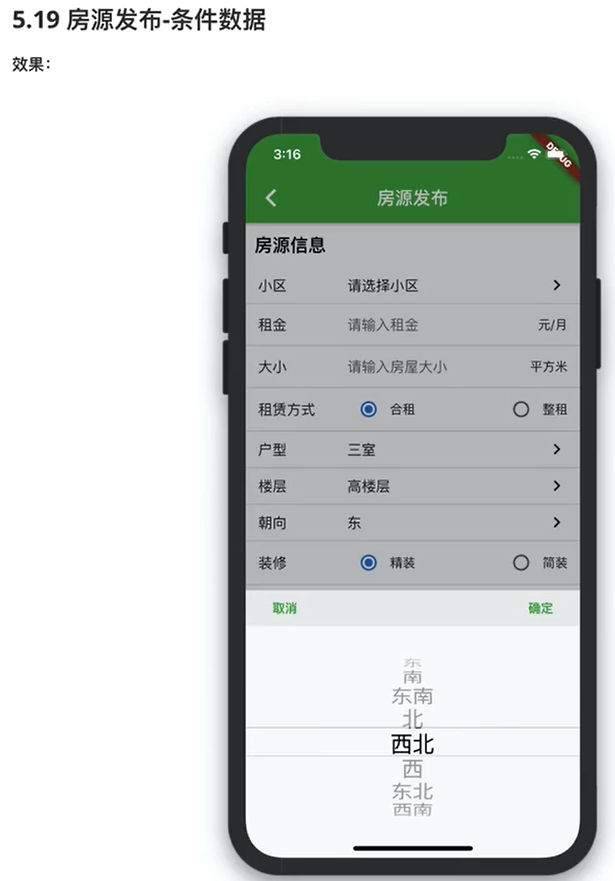 5.19 房源发布-条件数据
效果：
3:16
DEBUG
房源发布
房源信息
小区 请选择小区
租金 请输入租金 元/月
大小 请输入房屋大小 平方米
租赁方式 合租 整租
户型 三室
楼层 高楼层
朝向 东
装修 精装 简装
取消 确定
东
南
东南
北
西北
西
东北
西南